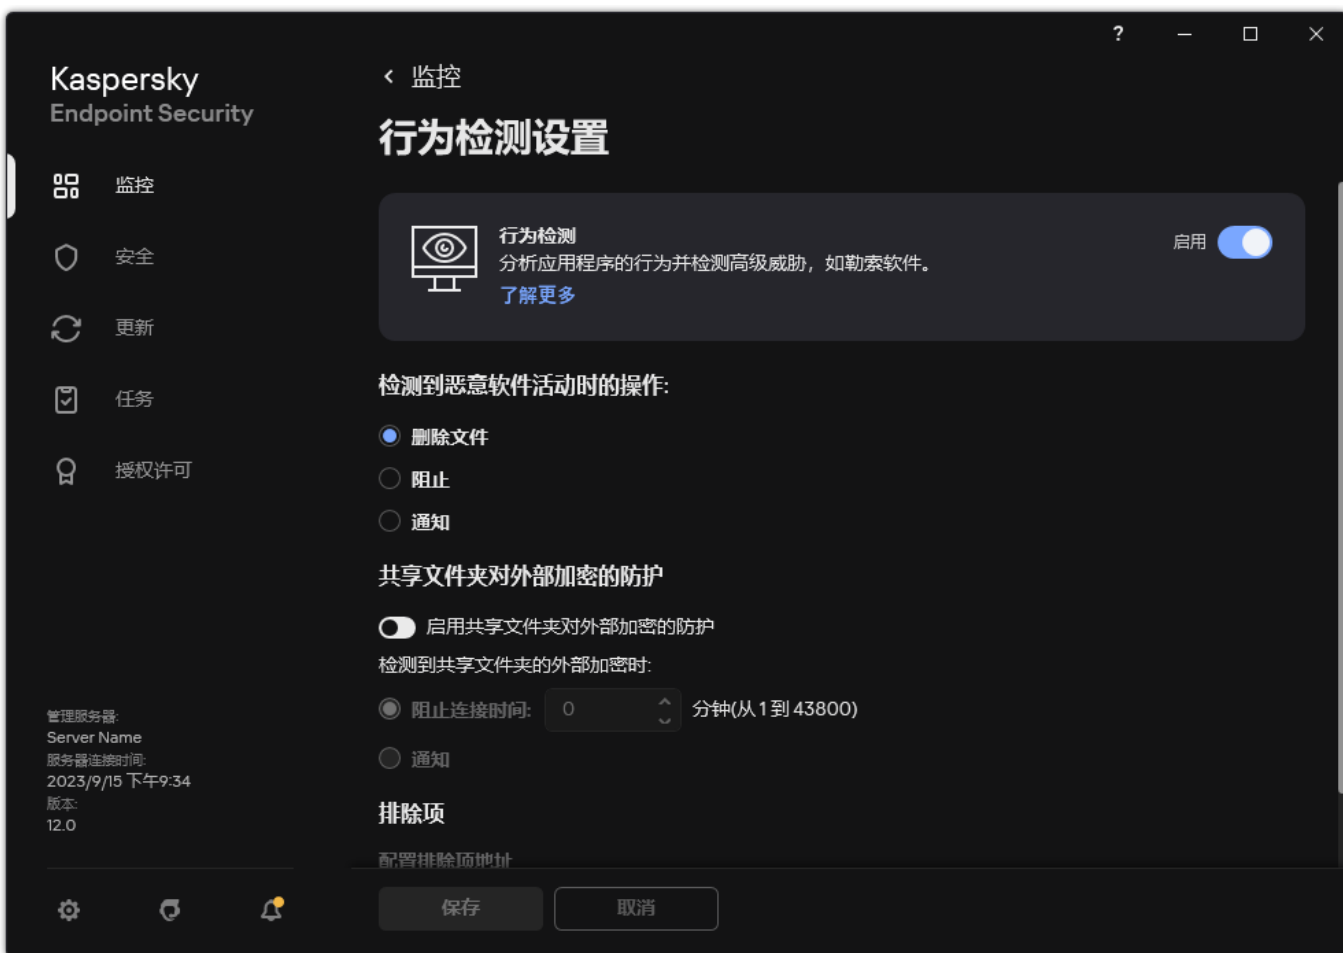 ?
Kaspersky
Endpoint Security
监控
安全
更新
任务
授权许可
管理服务器:
Server Name
服务器连接时间:
2023/9/15 下午9:34
版本:
12.0
监控
行为检测设置
行为检测
分析应用程序的行为并检测高级威胁，如勒索软件。
了解更多
启用
检测到恶意软件活动时的操作:
删除文件
阻止
通知
共享文件夹对外部加密的防护
启用共享文件夹对外部加密的防护
检测到共享文件夹的外部加密时:
阻止连接时间: 0 分钟(从 1 到 43800)
通知
排除项
配置排除项地址
保存 取消